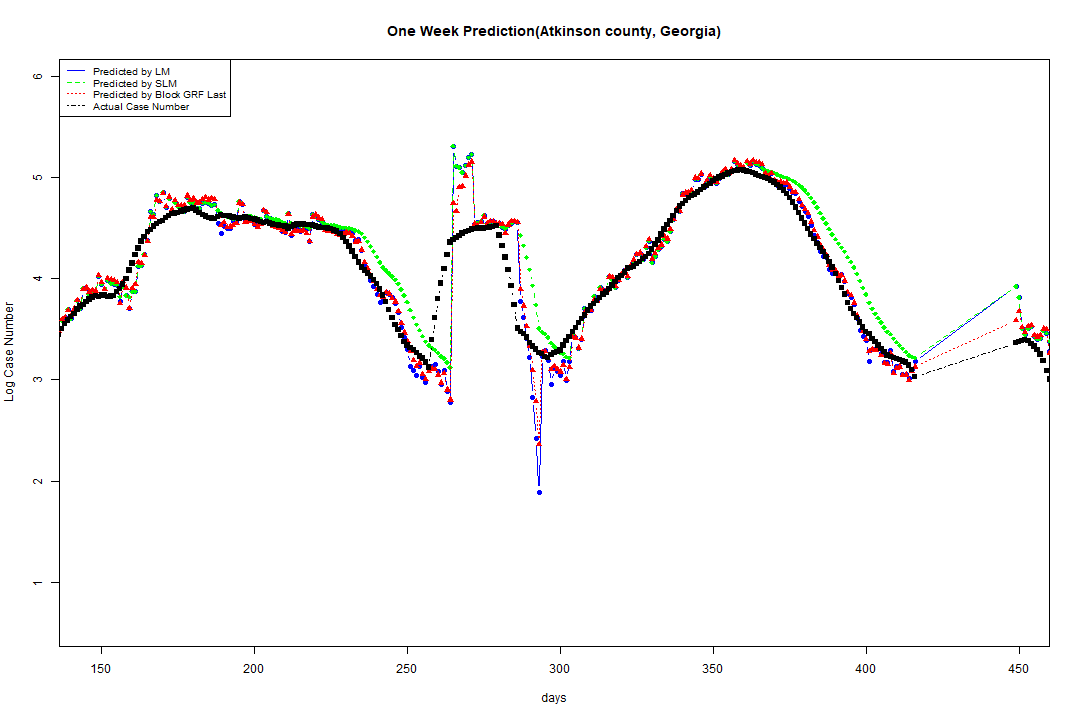 One Week Prediction(Atkinson county, Georgia)
Predicted by LM
Predicted by SLM
Predicted by Block GRF Last
Actual Case Number
6
5
4
3
2
1
Log Case Number
150 200 250 300 350 400 450
days